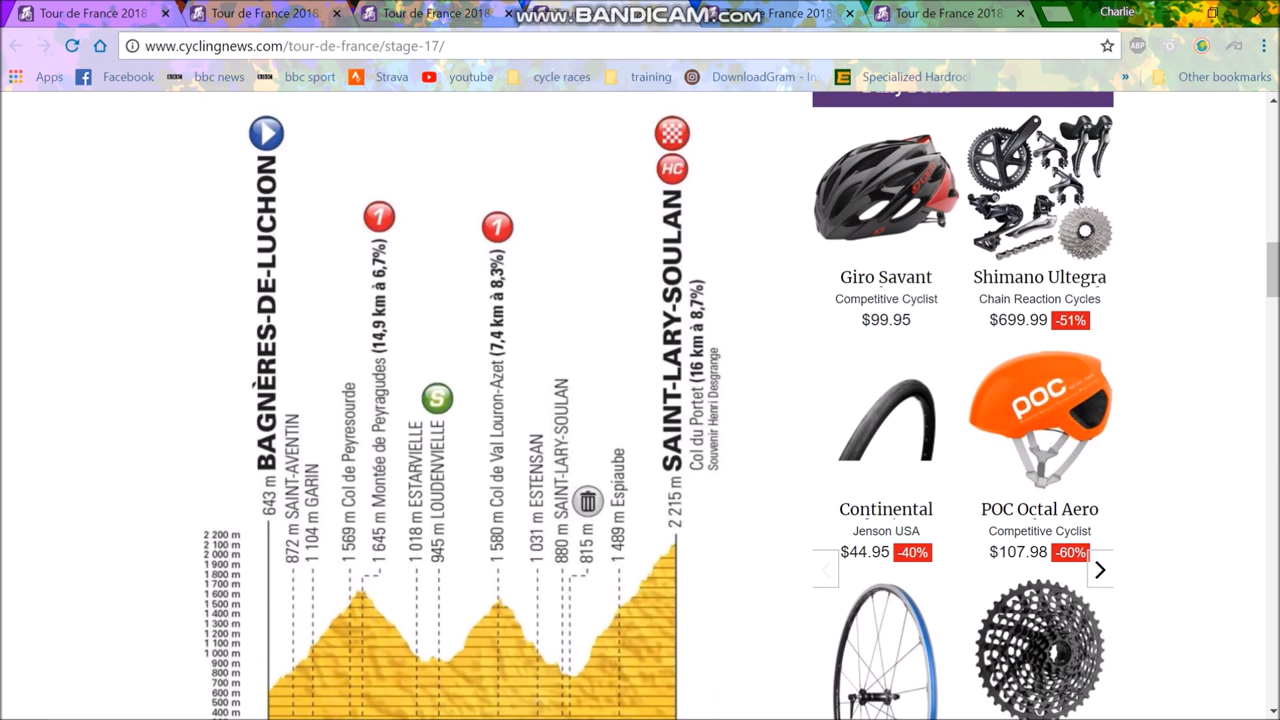 Tour de France 2018
Tour de France 2018
Tour de France 2018
Tour de France 2018
Tour de France 2018
www.BANDICAM.com
Charlie
www.cyclingnews.com/tour-de-france/stage-17/
ABP
Apps
Facebook
bbc news
bbc sport
Strava
youtube
cycle races
training
DownloadGram - In
Specialized Hardroc
»
Other bookmarks
643 m BAGNÈRES-DE-LUCHON
872 m SAINT-AVENTIN
1 104 m GARIN
1 569 m Col de Peyresourde
1
1 645 m Montée de Peyragudes (14,9 km à 6,7%)
1 018 m ESTARVIELLE
S
945 m LOUDENVIELLE
1
1 580 m Col de Val Louron-Azet (7,4 km à 8,3%)
1 031 m ESTENSAN
880 m SAINT-LARY-SOULAN
815 m
1 489 m Espiaube
HC
2 215 m SAINT-LARY-SOULAN
Col du Portet (16 km à 8,7%)
Souvenir Henri Desgrange
2 200 m
2 100 m
2 000 m
1 900 m
1 800 m
1 700 m
1 600 m
1 500 m
1 400 m
1 300 m
1 200 m
1 100 m
1 000 m
900 m
800 m
700 m
600 m
500 m
400 m
Giro Savant
Competitive Cyclist
$99.95
Shimano Ultegra
Chain Reaction Cycles
$699.99 -51%
Continental
Jenson USA
$44.95 -40%
POC
POC Octal Aero
Competitive Cyclist
$107.98 -60%